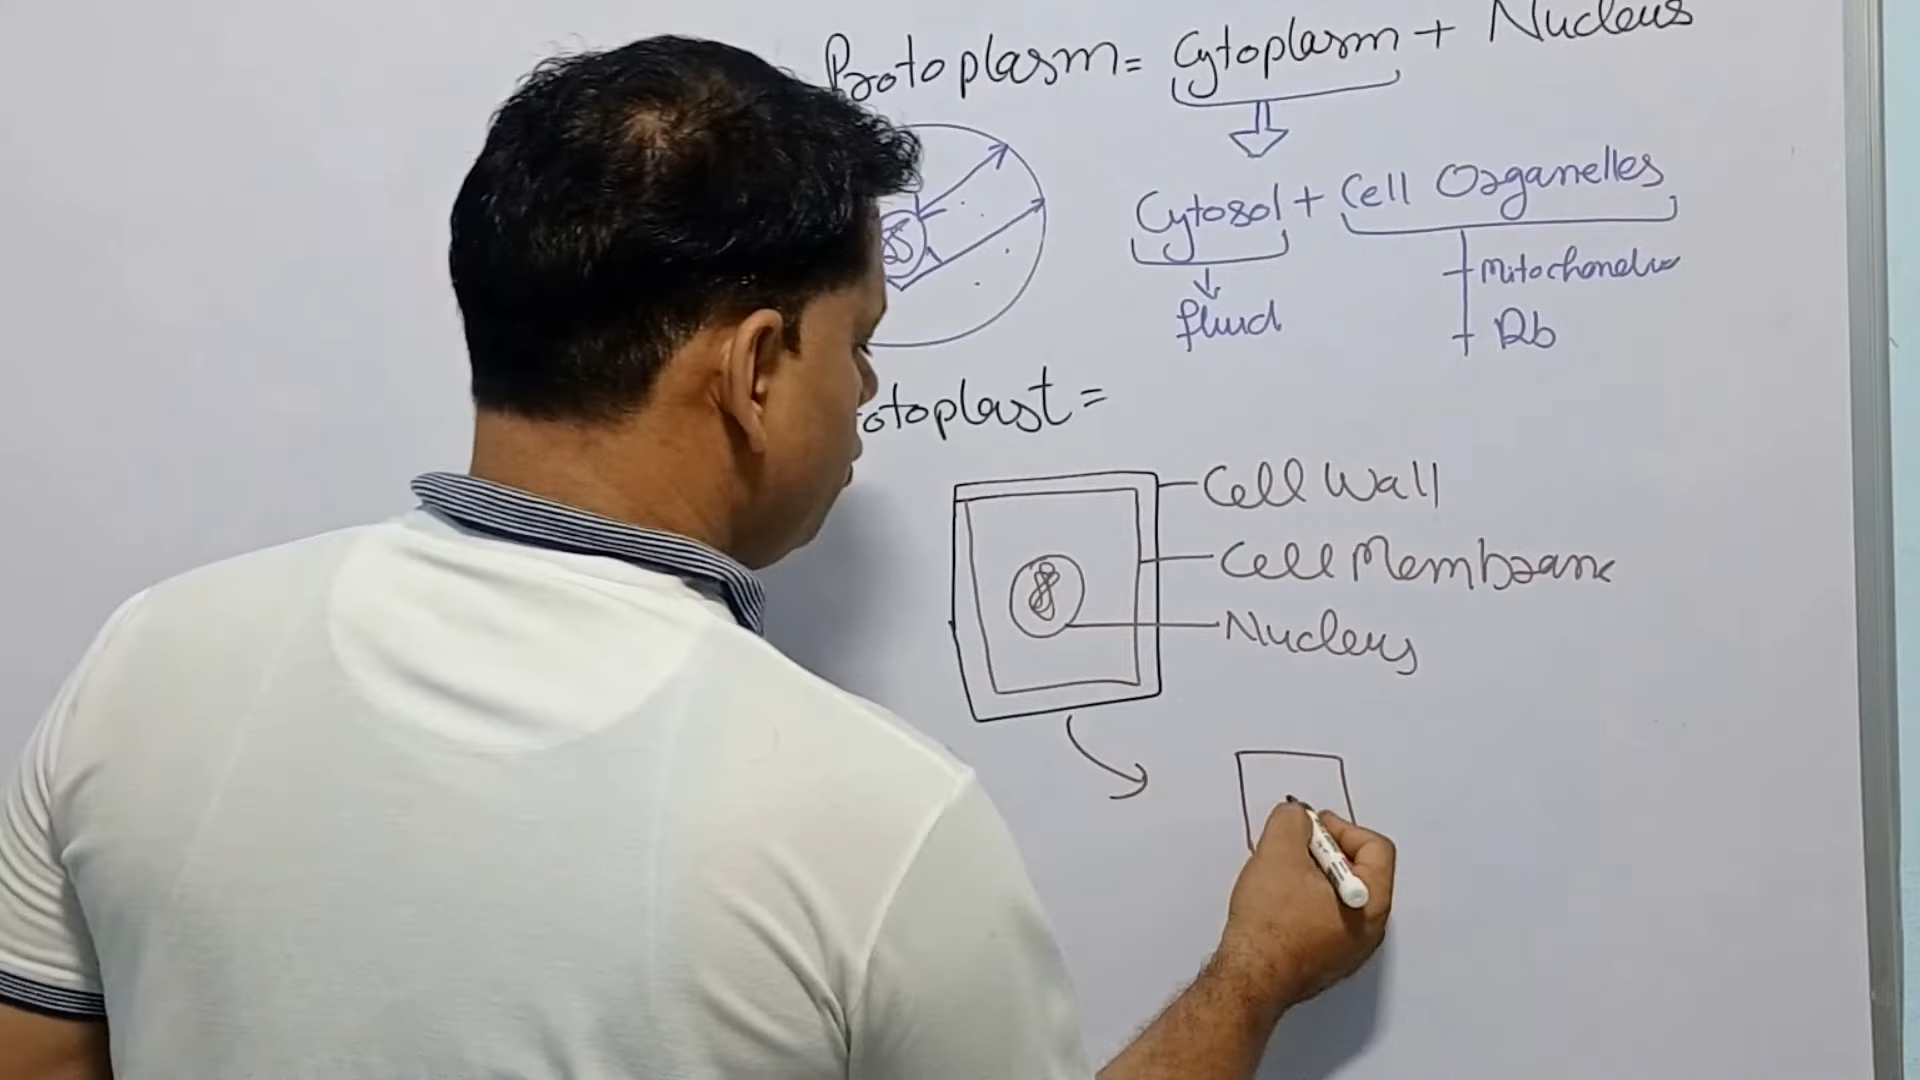 Protoplasm = Cytoplasm + Nucleus
Cytosol + Cell Organelles
fluid
Mitochondria
Rb
otoplast =
Cell Wall
Cell Membrane
Nucleus